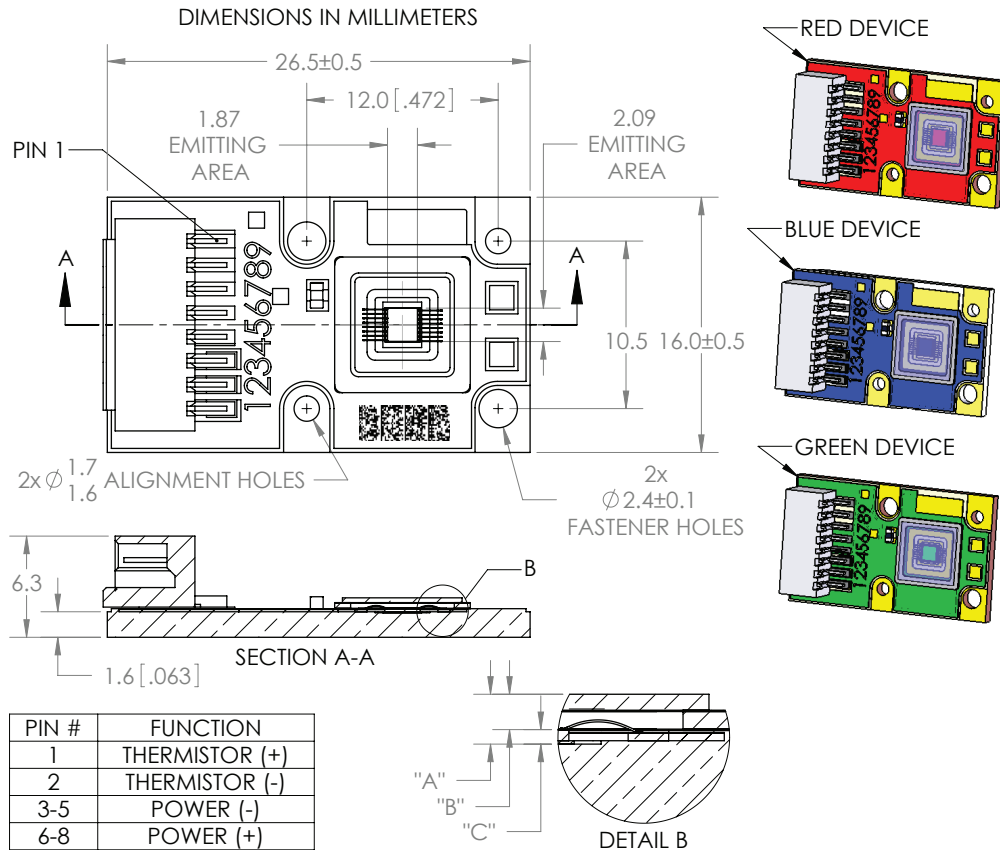 DIMENSIONS IN MILLIMETERS
26.5±0.5
12.0 [.472]
1.87
EMITTING
AREA
2.09
EMITTING
AREA
PIN 1
A
A
123456789
10.5
16.0±0.5
2x Ø 1.7
1.6
ALIGNMENT HOLES
2x
Ø 2.4±0.1
FASTENER HOLES
RED DEVICE
123456789
BLUE DEVICE
123456789
GREEN DEVICE
123456789
6.3
B
SECTION A-A
1.6 [.063]
PIN # FUNCTION
1 THERMISTOR (+)
2 THERMISTOR (-)
3-5 POWER (-)
6-8 POWER (+)
"A"
"B"
"C"
DETAIL B